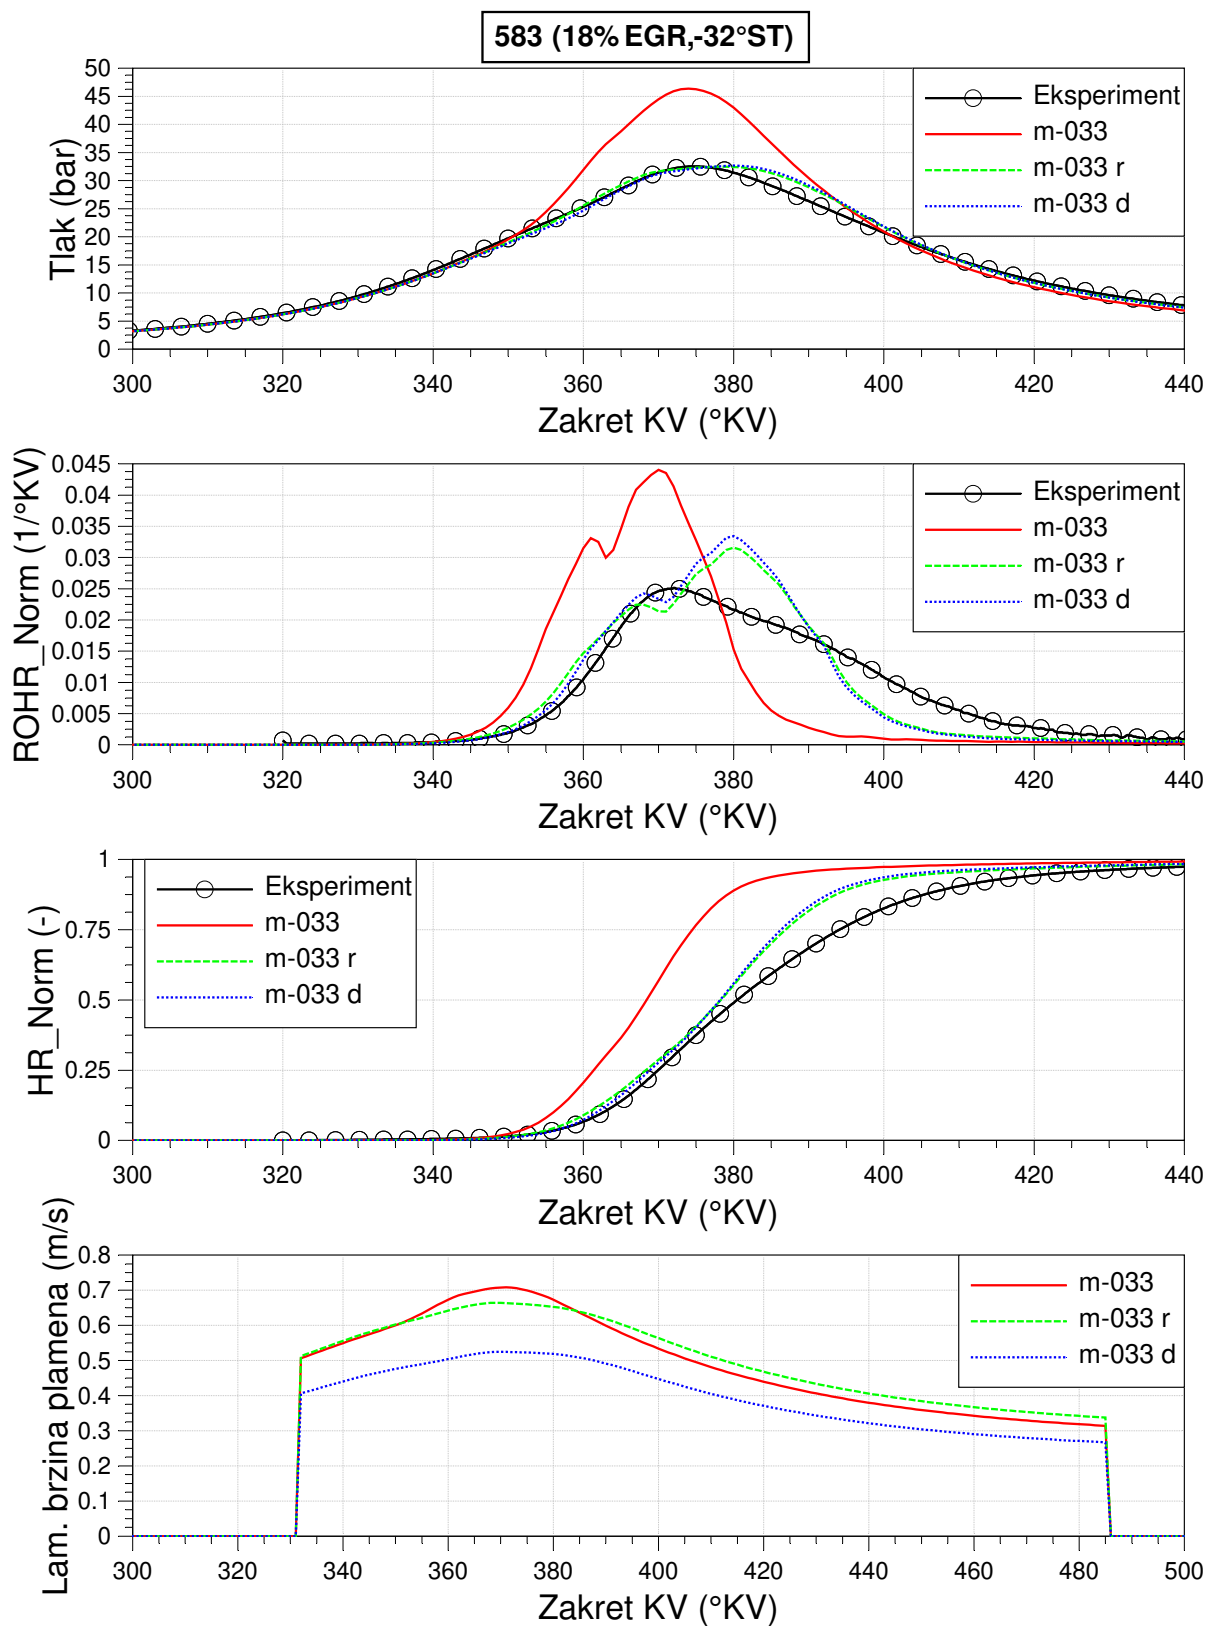 583 (18% EGR,-32°ST)
Tlak (bar)
50
45
40
35
30
25
20
15
10
5
0
Eksperiment
m-033
m-033 r
m-033 d
300 320 340 360 380 400 420 440
Zakret KV (°KV)
ROHR_Norm (1/°KV)
0.045
0.04
0.035
0.03
0.025
0.02
0.015
0.01
0.005
0
Eksperiment
m-033
m-033 r
m-033 d
300 320 340 360 380 400 420 440
Zakret KV (°KV)
HR_Norm (-)
1
0.75
0.5
0.25
0
Eksperiment
m-033
m-033 r
m-033 d
300 320 340 360 380 400 420 440
Zakret KV (°KV)
Lam. brzina plamena (m/s)
0.8
0.7
0.6
0.5
0.4
0.3
0.2
0.1
0
m-033
m-033 r
m-033 d
300 320 340 360 380 400 420 440 460 480 500
Zakret KV (°KV)